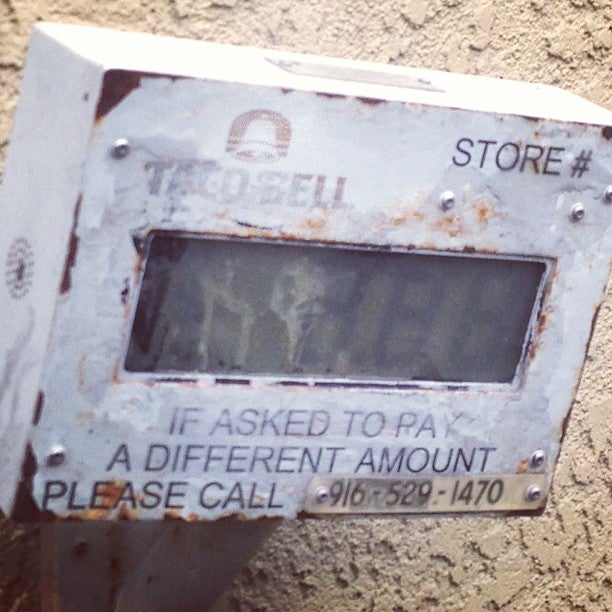 TACO BELL
STORE #
IF ASKED TO PAY
A DIFFERENT AMOUNT
PLEASE CALL 916-529-1470